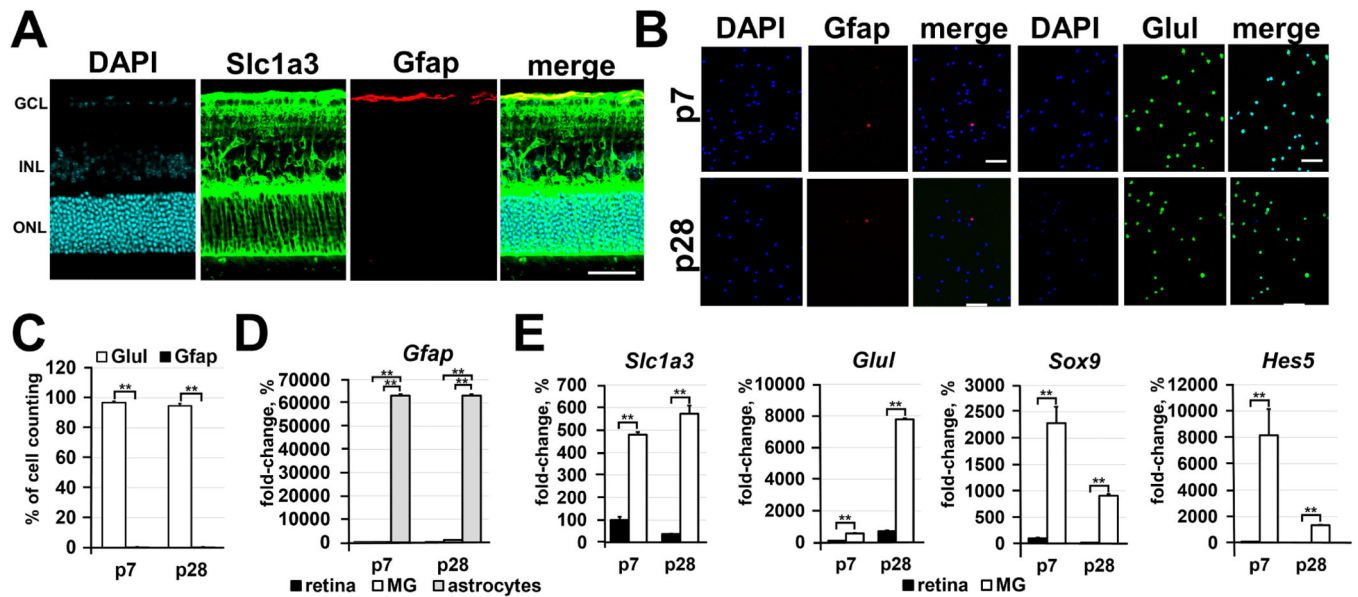 A
DAPI Slc1a3 Gfap merge
GCL
INL
ONL
B
DAPI Gfap merge DAPI Glul merge
p7
p28
C
Glul Gfap
% of cell counting
120
100
80
60
40
20
0
** **
p7 p28
D
Gfap
fold-change, %
70000
60000
50000
40000
30000
20000
10000
0
** **
** **
p7 p28
retina MG astrocytes
E
Slc1a3
fold-change, %
700
600
500
400
300
200
100
0
** **
p7 p28
Glul
fold-change, %
10000
8000
6000
4000
2000
0
** **
p7 p28
Sox9
fold-change, %
3000
2500
2000
1500
1000
500
0
** **
p7 p28
Hes5
fold-change, %
12000
10000
8000
6000
4000
2000
0
** **
p7 p28
retina MG